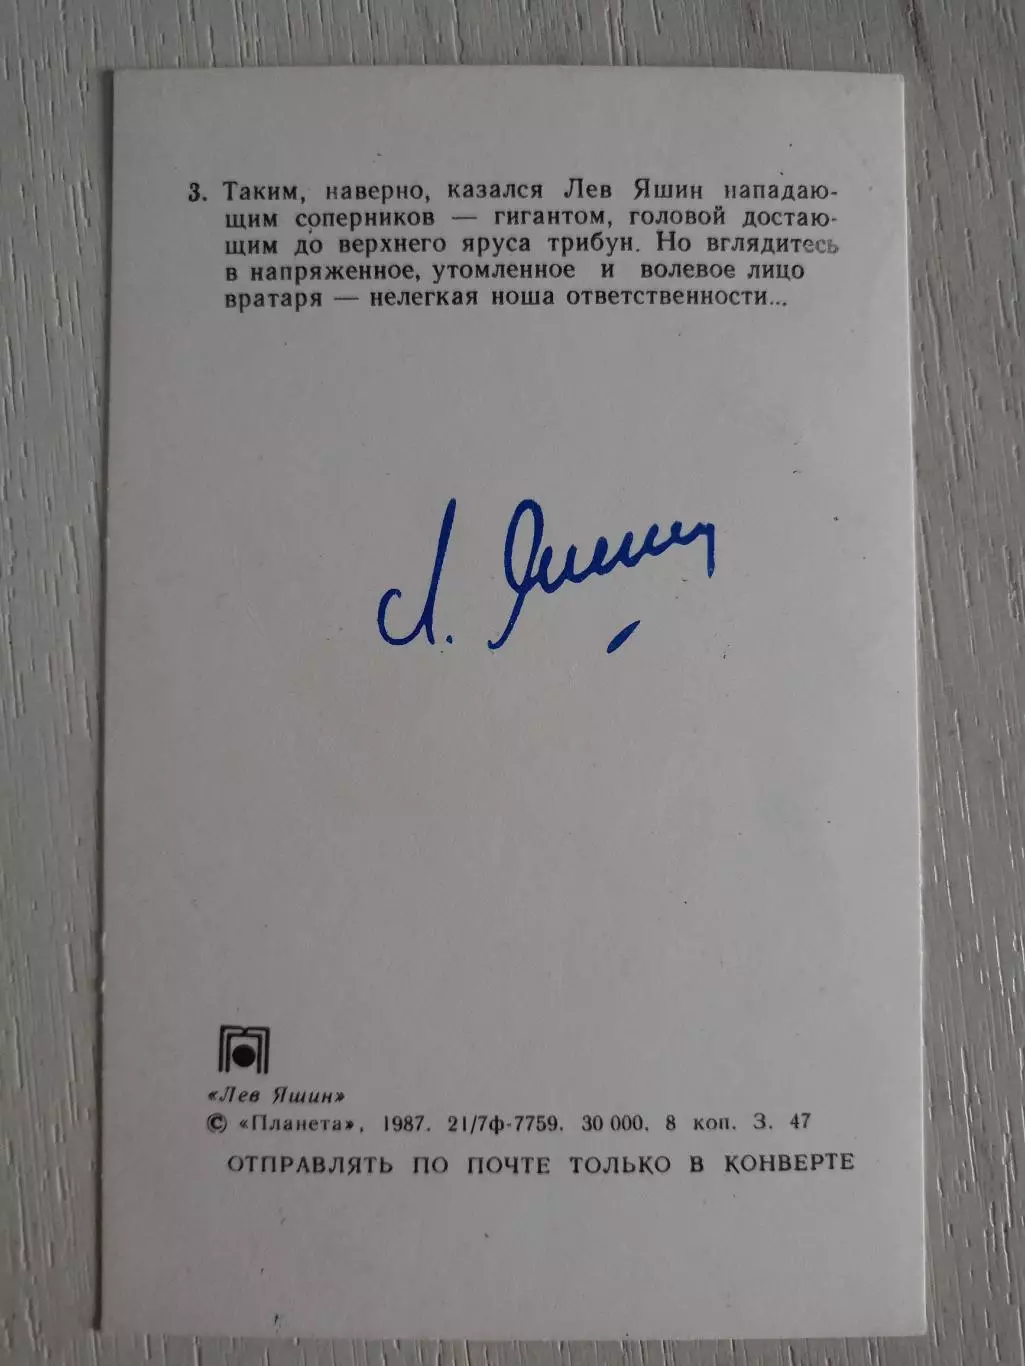 3. Таким, наверно, казался Лев Яшин нападаю-
щим соперников — гигантом, головой достаю-
щим до верхнего яруса трибун. Но вглядитесь
в напряженное, утомленное и волевое лицо
вратаря — нелегкая ноша ответственности...
Л. Яшин
«Лев Яшин»
© «Планета», 1987. 21/7ф-7759. 30 000. 8 коп. З. 47
ОТПРАВЛЯТЬ ПО ПОЧТЕ ТОЛЬКО В КОНВЕРТЕ